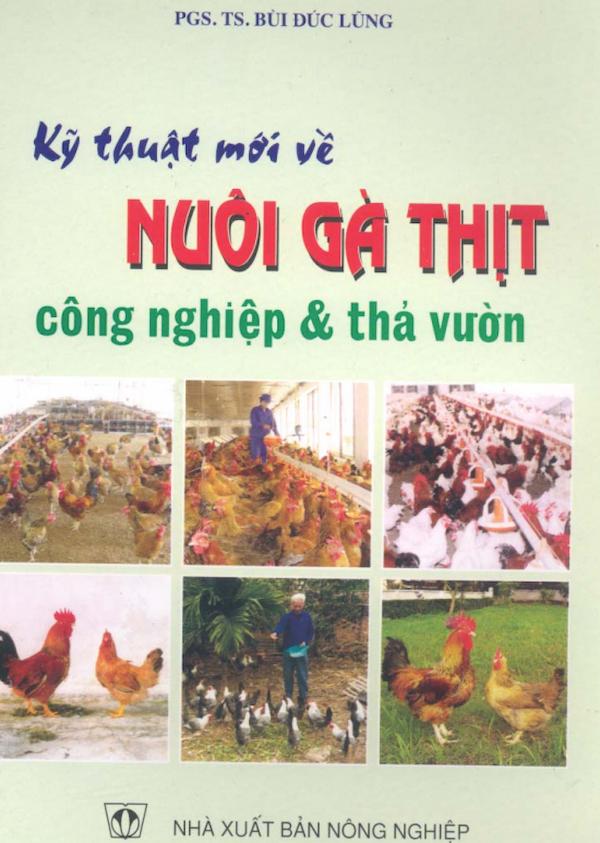 PGS. TS. BÙI ĐỨC LŨNG
Kỹ thuật mới về
NUÔI GÀ THỊT
công nghiệp & thả vườn
NHÀ XUẤT BẢN NÔNG NGHIỆP